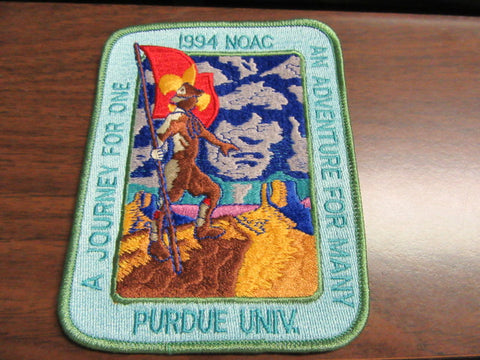 1994 NOAC
A JOURNEY FOR ONE
AN ADVENTURE FOR MANY
PURDUE UNIV.